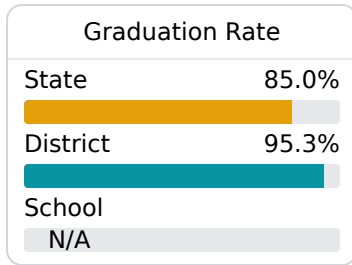 Graduation Rate
State 85.0%
District 95.3%
School
N/A